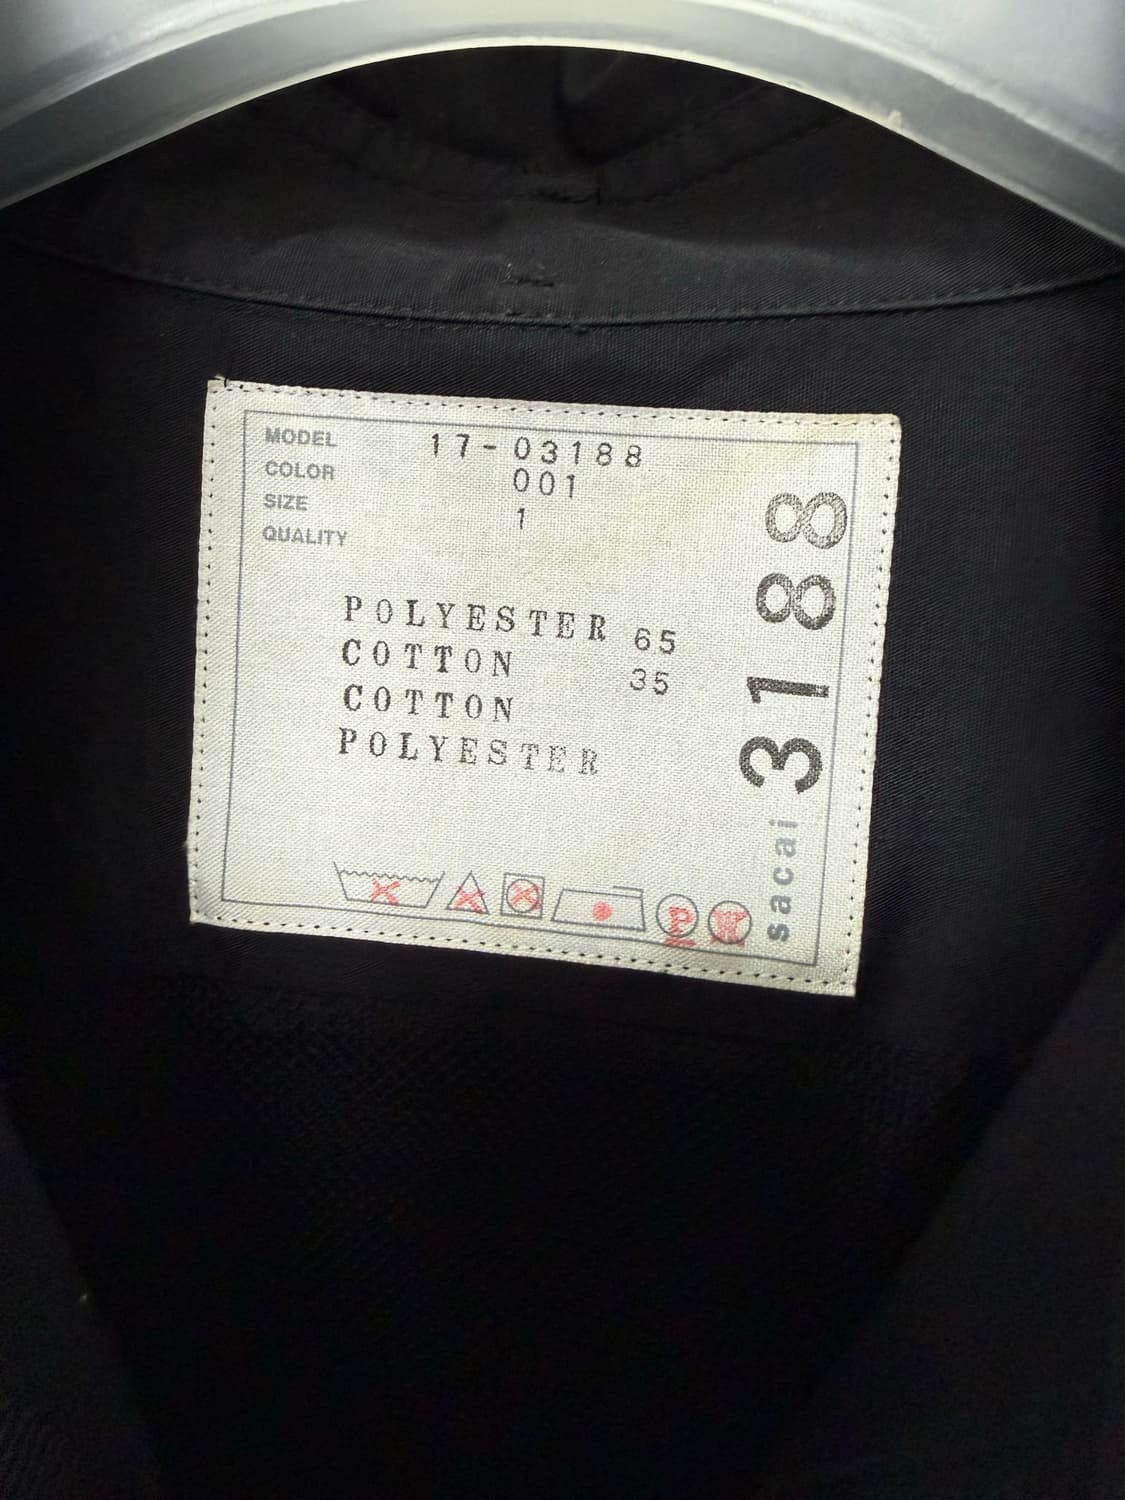 MODEL 17-03188
COLOR 001
SIZE 1
QUALITY
POLYESTER 65
COTTON 35
COTTON
POLYESTER
P
sacai 3188